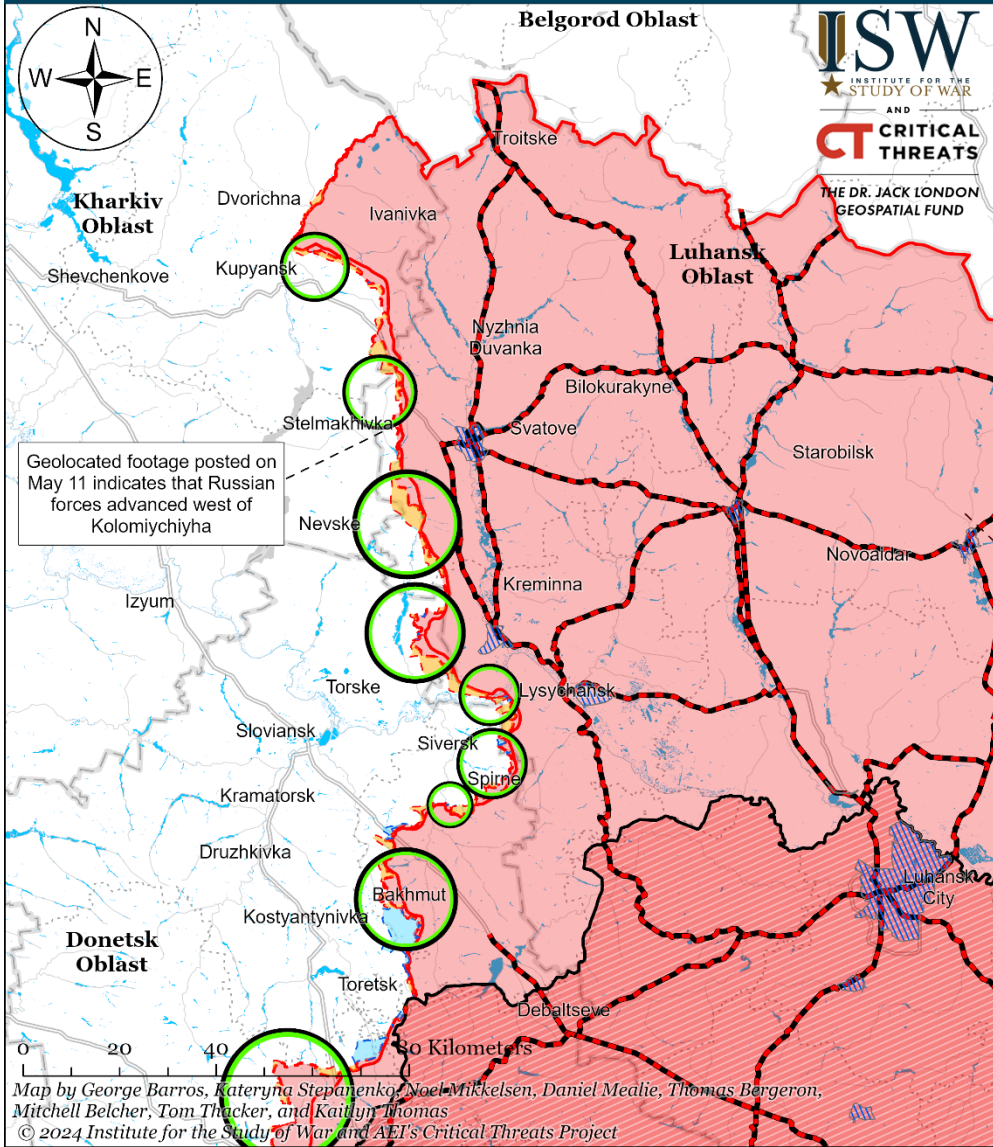 Belgorod Oblast
N
W
E
S
ISW
INSTITUTE FOR THE
STUDY OF WAR
AND
CT CRITICAL
THREATS
THE DR. JACK LONDON
GEOSPATIAL FUND
Troitske
Dvorichna
Kharkiv
Oblast
Ivanivka
Kupyansk
Shevchenkove
Luhansk
Oblast
Nyzhnia
Duvanka
Bilokurakyne
Stelmakhivka
Svatove
Starobilsk
Geolocated footage posted on
May 11 indicates that Russian
forces advanced west of
Kolomiychiyha
Nevske
Novoaldar
Kreminna
Izyum
Torske
Lysychansk
Sloviansk
Siversk
Spirne
Kramatorsk
Druzhkivka
Bakhmut
Luhansk
City
Kostyantynivka
Donetsk
Oblast
Toretsk
Debaltseve
0 20 40 80 Kilometers
Map by George Barros, Kateryna Stepanenko, Noel Mikkelsen, Daniel Mealie, Thomas Bergeron,
Mitchell Belcher, Tom Thacker, and Kaitlyn Thomas
© 2024 Institute for the Study of War and AEI's Critical Threats Project